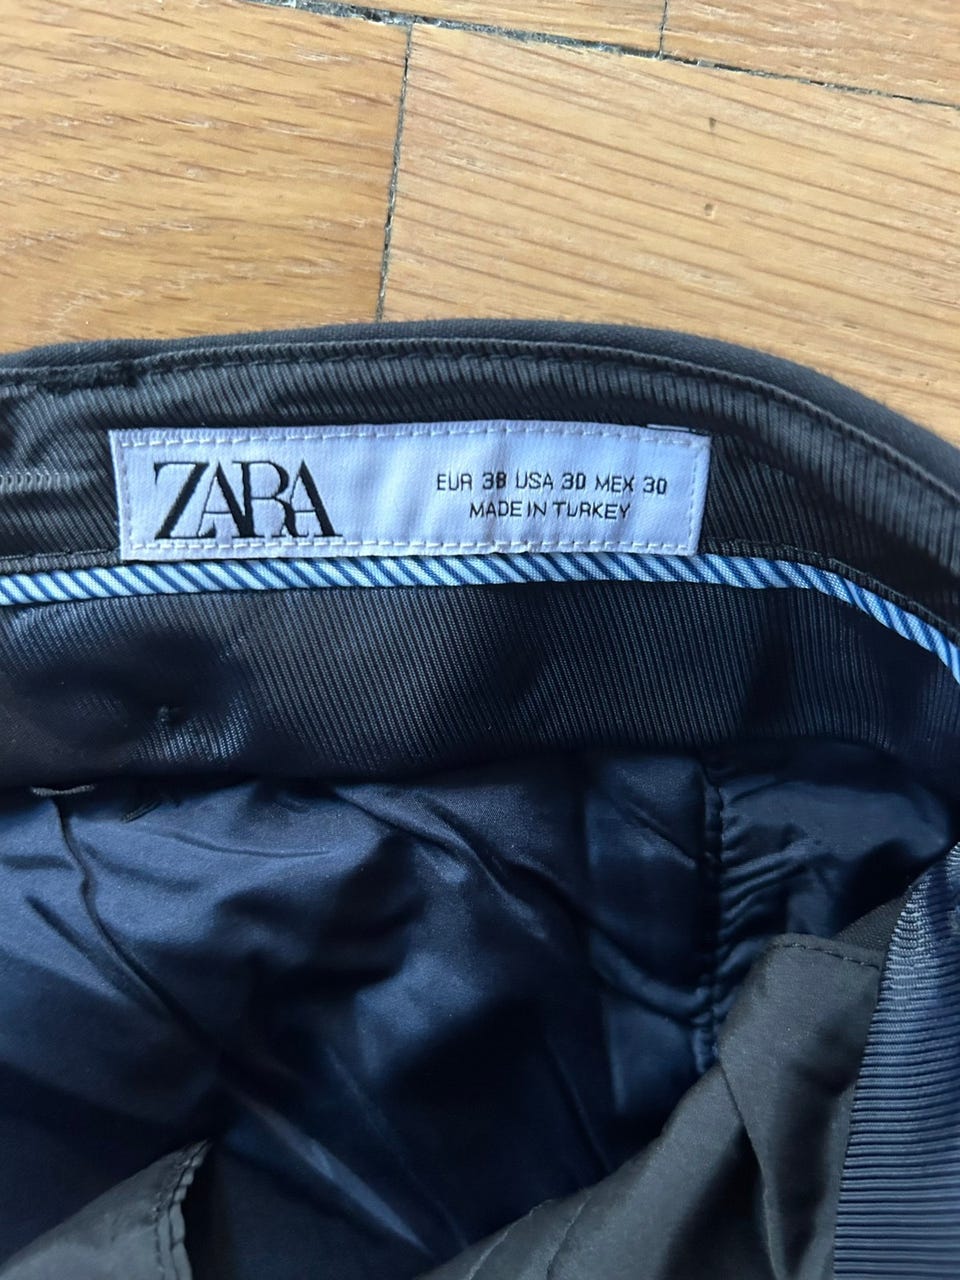 ZARA
EUR 38 USA 30 MEX 30
MADE IN TURKEY